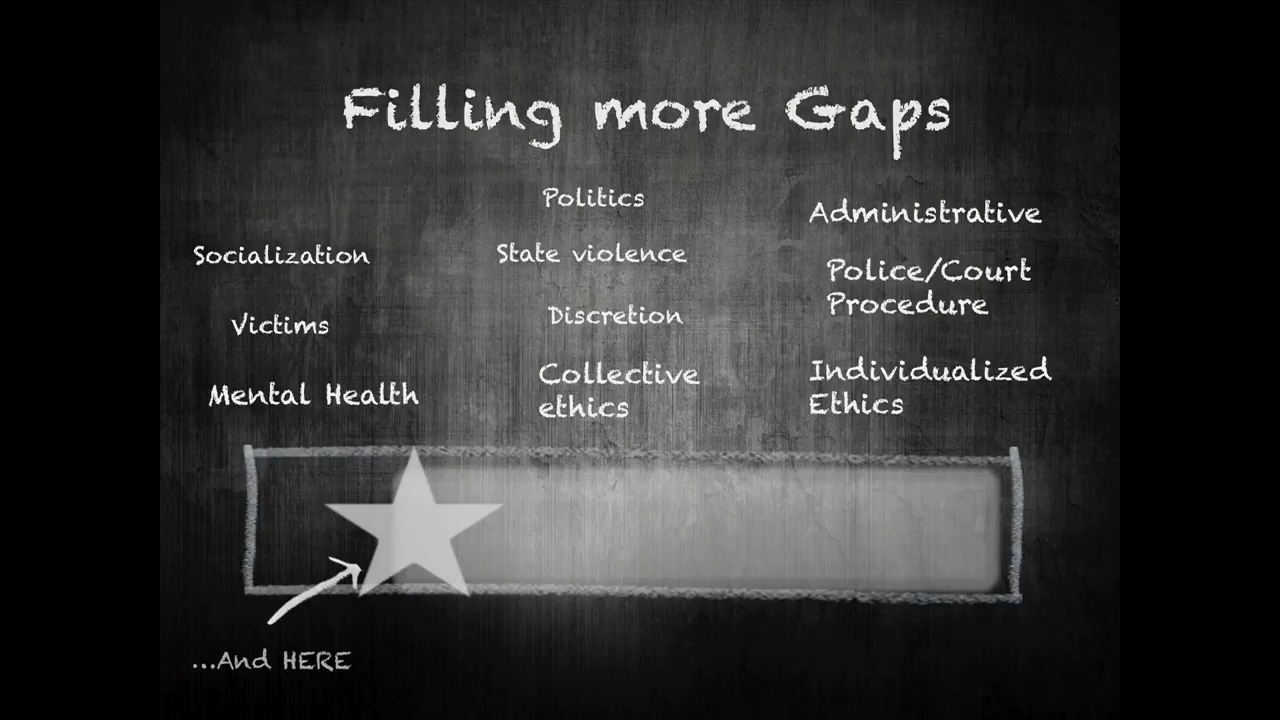 Filling more Gaps
Socialization
Victims
Mental Health
Politics
State violence
Discretion
Collective
ethics
Administrative
Police/Court
Procedure
Individualized
Ethics
...And HERE